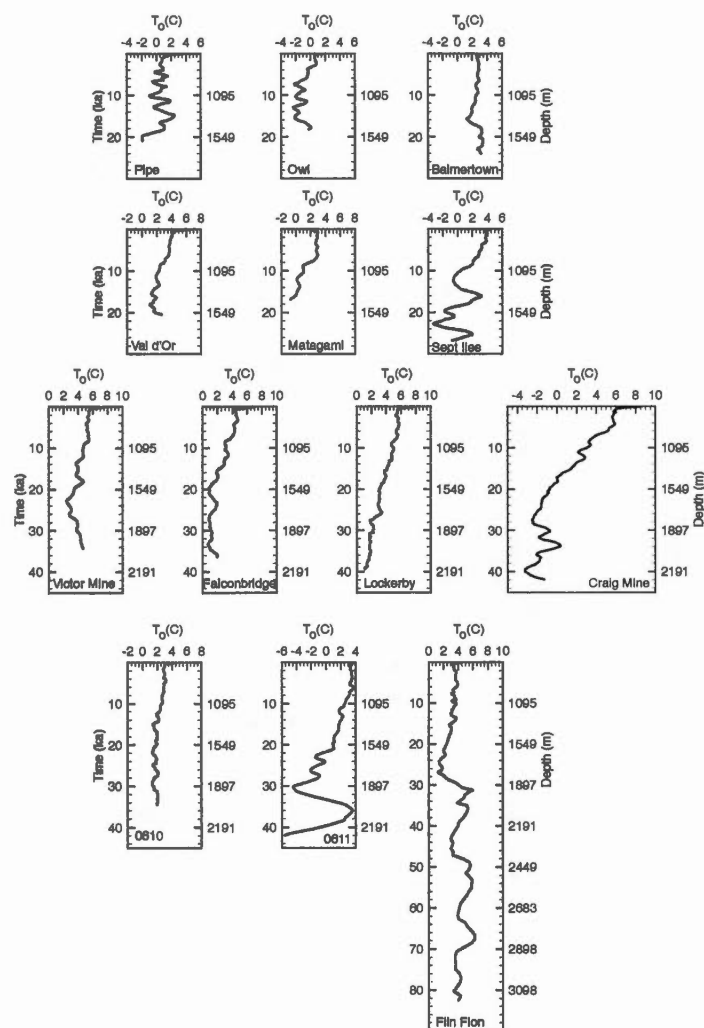 T₀(C) T₀(C) T₀(C)
-4 -2 0 2 4 6 -4 -2 0 2 4 6 -4 -2 0 2 4 6
Time (ka) 10 1095 10 10 1095 Depth (m)
20 1549 20 20 1549
Pipe Owl Balmertown
T₀(C) T₀(C) T₀(C)
-2 0 2 4 6 8 -2 0 2 4 6 8 -4 -2 0 2 4 6
Time (ka) 10 1095 10 1095 10 1095 Depth (m)
20 1549 20 1549 20 1549
Val d'Or Matagami Sept Iles
T₀(C) T₀(C) T₀(C) T₀(C)
0 2 4 6 8 10 0 2 4 6 8 10 0 2 4 6 8 10 -4 -2 0 2 4 6 8 10
Time (ka) 10 1095 10 1095 10 1095 10 1095 Depth (m)
20 1549 20 1549 20 1549 20 1549
30 1897 30 1897 30 1897 30 1897
40 2191 40 2191 40 2191 40 2191
Victor Mine Falconbridge Lockerby Craig Mine
T₀(C) T₀(C) T₀(C)
-2 0 2 4 6 8 -6 -4 -2 0 2 4 0 2 4 6 8 10
Time (ka) 10 1095 10 1095 10 1095 Depth (m)
20 1549 20 1549 20 1549
30 1897 30 1897 30 1897
40 2191 40 2191 40 2191
0610 0611
50 2449
60 2683
70 2898
80 3098
Flin Flon